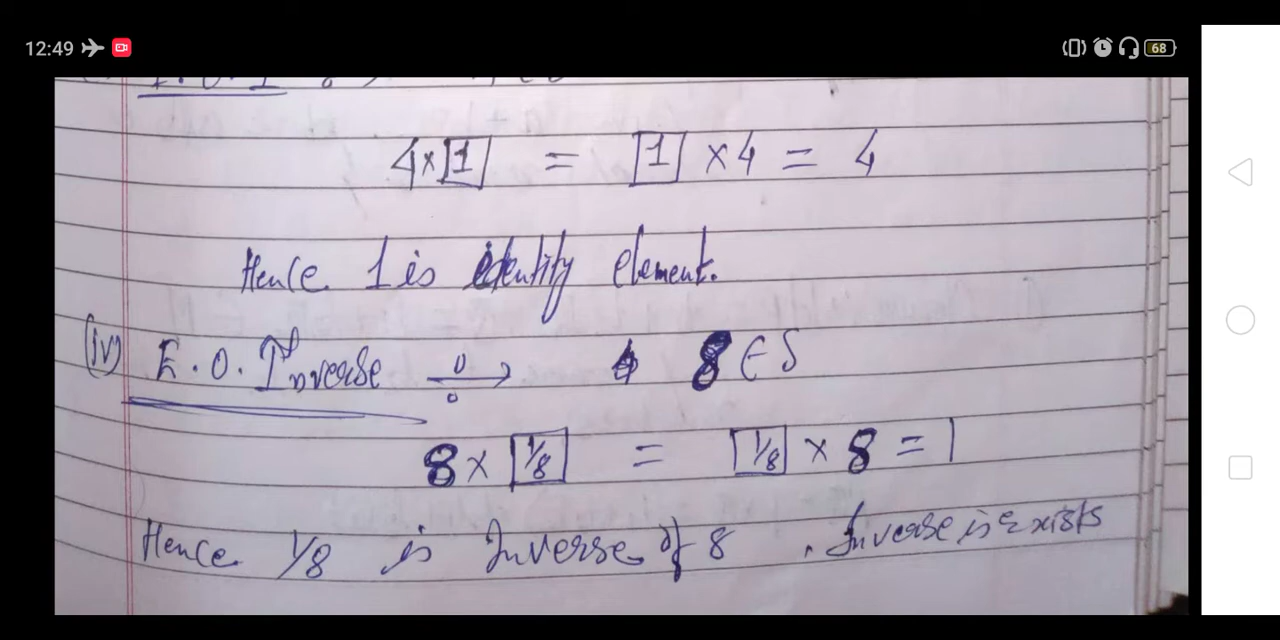 12:49 68
4 × 1 = 1 × 4 = 4
Hence 1 is identity element.
(iv) E.O. Inverse 8 ∈ S
8 × 1/8 = 1/8 × 8 = 1
Hence 1/8 is Inverse of 8 . Inverse is exists